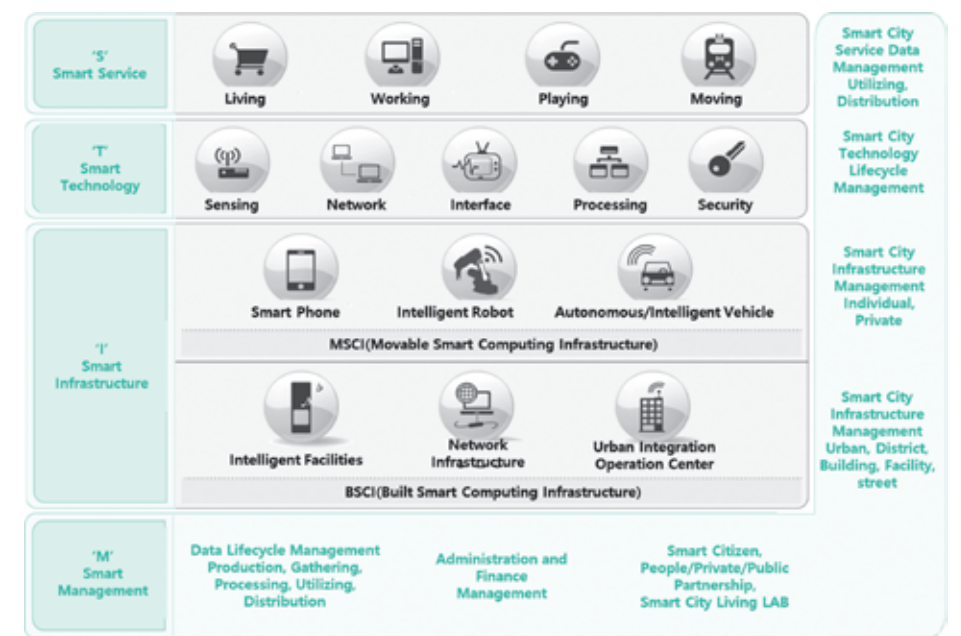 'S'
Smart Service
Living
Working
Playing
Moving
Smart City
Service Data
Management
Utilizing,
Distribution
'T'
Smart
Technology
Sensing
Network
Interface
Processing
Security
Smart City
Technology
Lifecycle
Management
'I'
Smart
Infrastructure
Smart Phone
Intelligent Robot
Autonomous/Intelligent Vehicle
MSCI(Movable Smart Computing Infrastructure)
Smart City
Infrastructure
Management
Individual,
Private
Intelligent Facilities
Network
Infrastructure
Urban Integration
Operation Center
BSCI(Built Smart Computing Infrastructure)
Smart City
Infrastructure
Management
Urban, District,
Building, Facility,
street
'M'
Smart
Management
Data Lifecycle Management
Production, Gathering,
Processing, Utilizing,
Distribution
Administration and
Finance
Management
Smart Citizen,
People/Private/Public
Partnership,
Smart City Living LAB